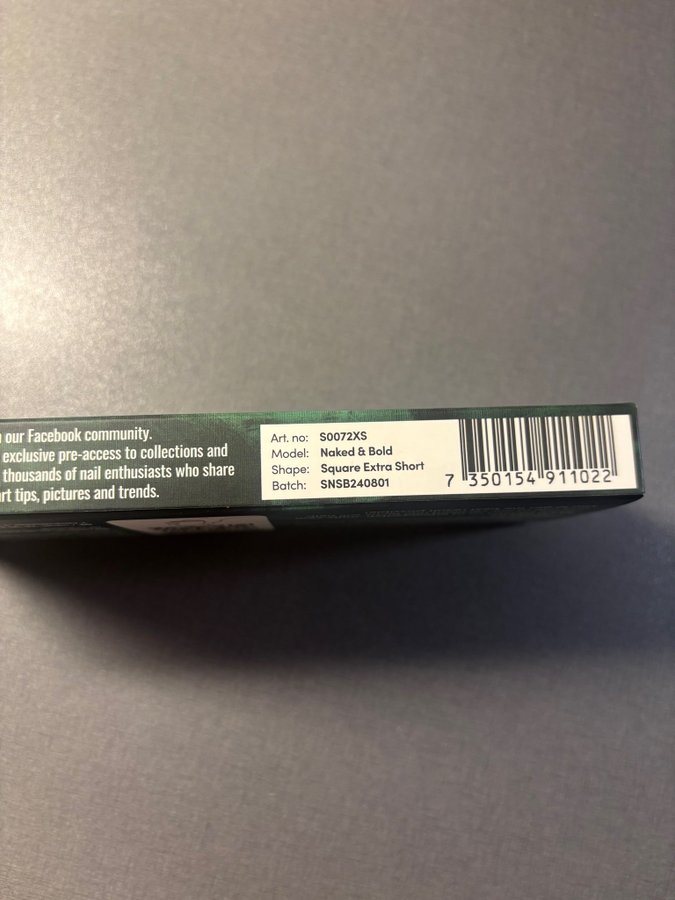 our Facebook community.
exclusive pre-access to collections and
thousands of nail enthusiasts who share
tips, pictures and trends.
Art. no: S0072XS
Model: Naked & Bold
Shape: Square Extra Short
Batch: SNSB240801
7 350154 911022